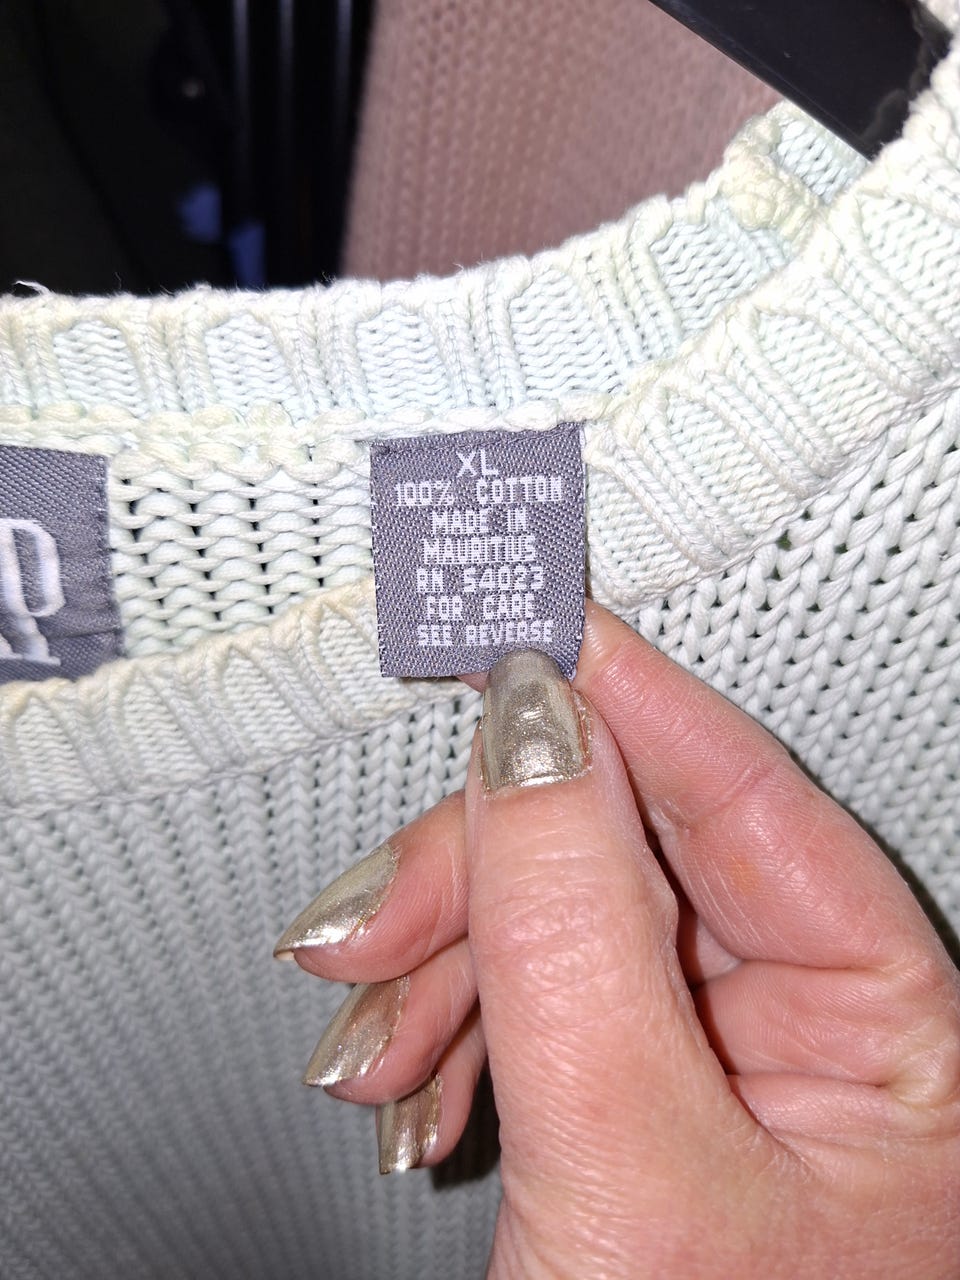 XL
100% COTTON
MADE IN
MAURITIUS
RN 54023
FOR CARE
SEE REVERSE